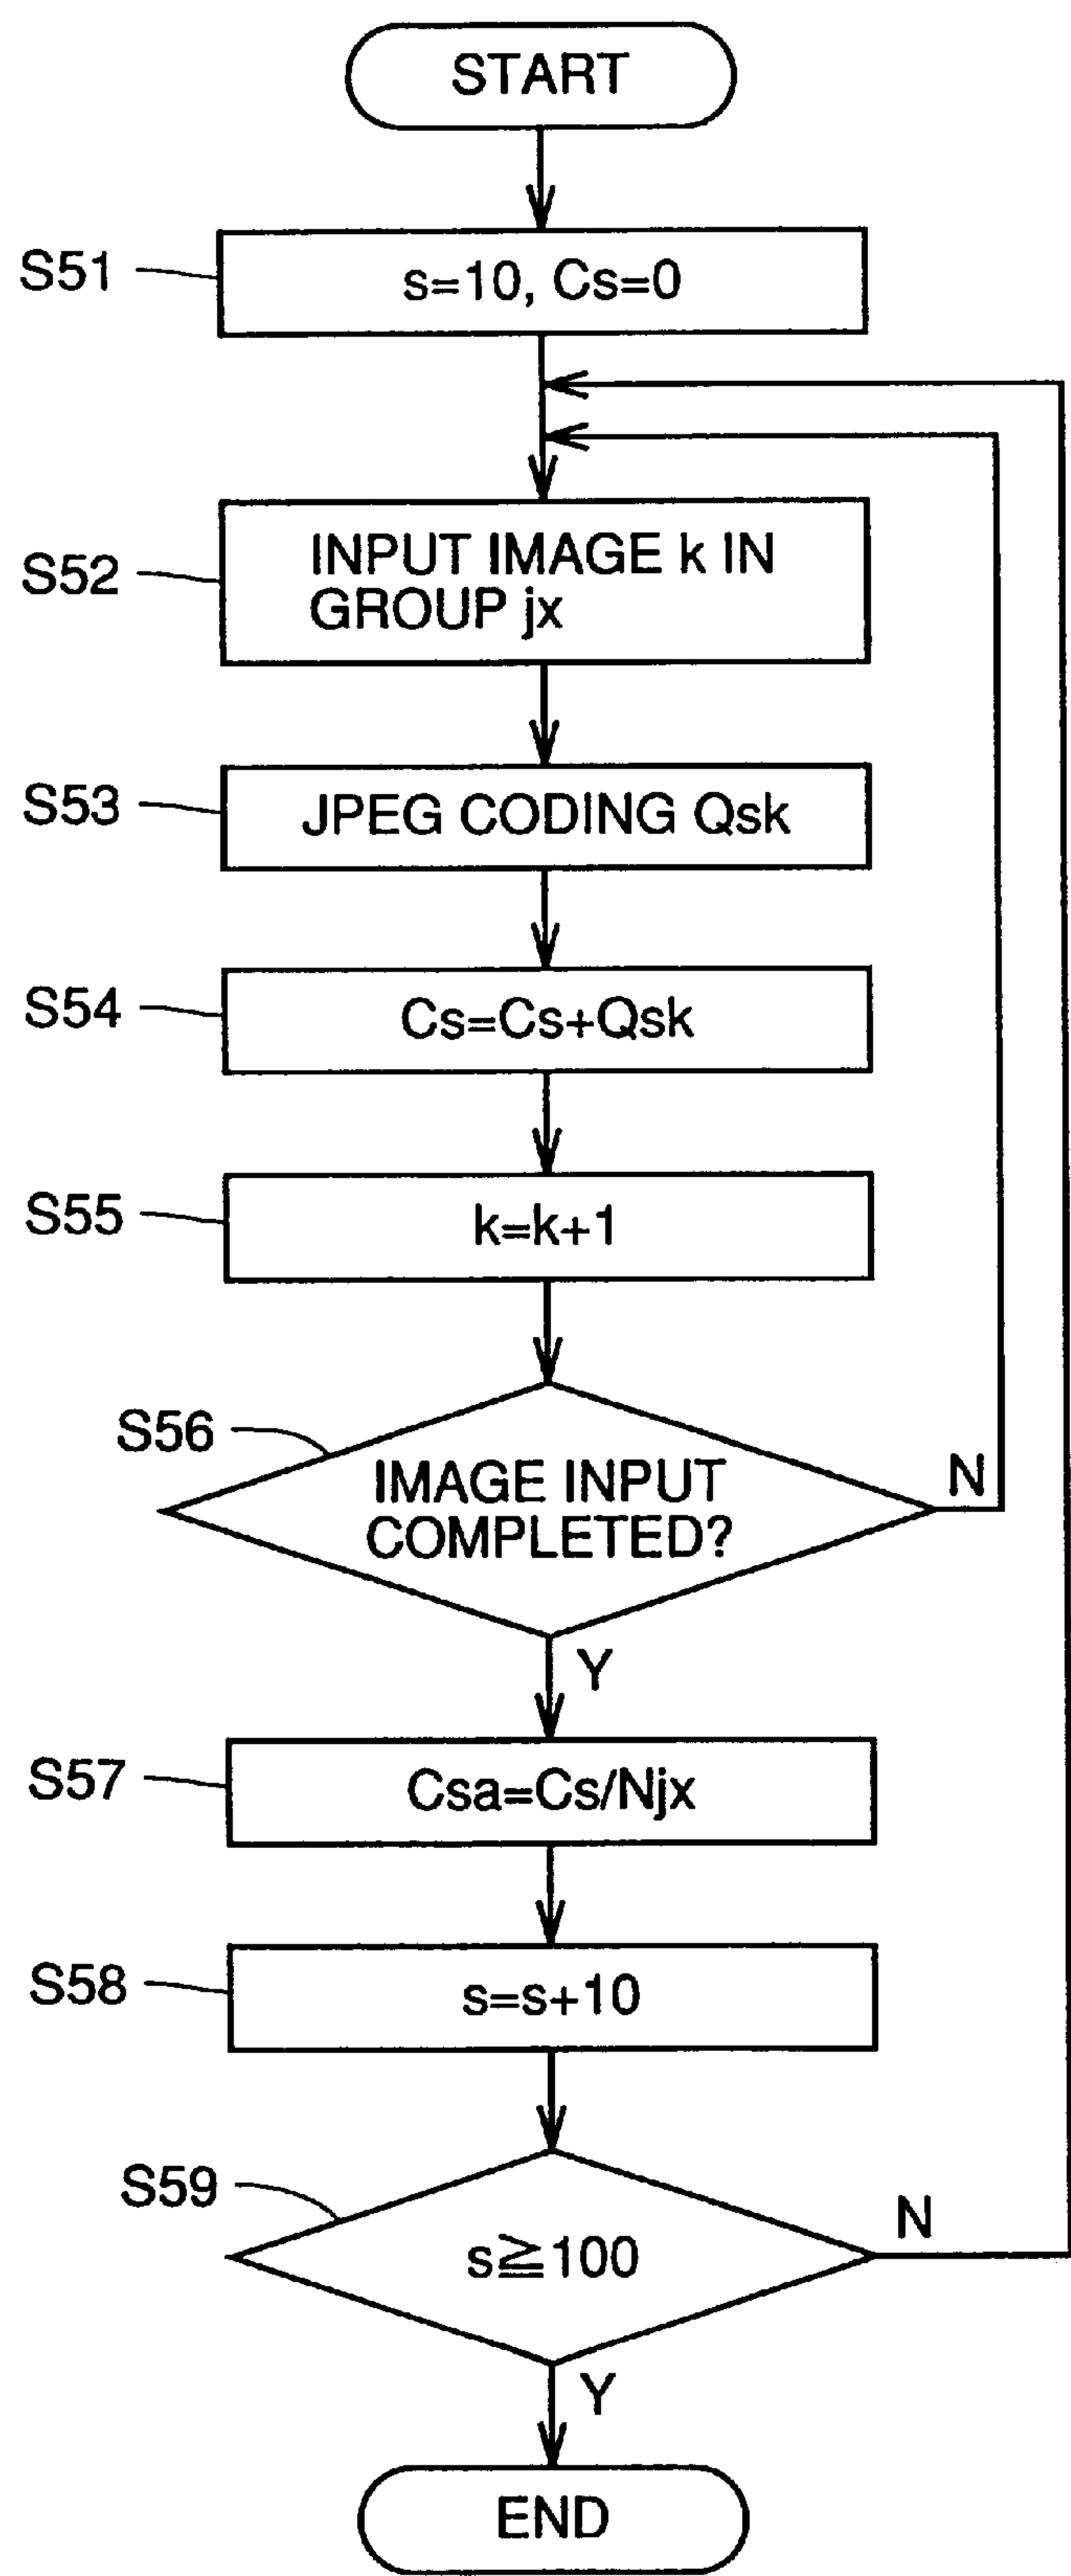 START
S51
s=10, Cs=0
S52
INPUT IMAGE k IN
GROUP jx
S53
JPEG CODING Qsk
S54
Cs=Cs+Qsk
S55
k=k+1
S56
IMAGE INPUT
COMPLETED?
N
Y
S57
Csa=Cs/Njx
S58
s=s+10
S59
s≧100
N
Y
END